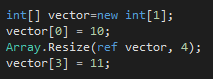 int[] vector=new int[1];
vector[0] = 10;
Array.Resize(ref vector, 4);
vector[3] = 11;